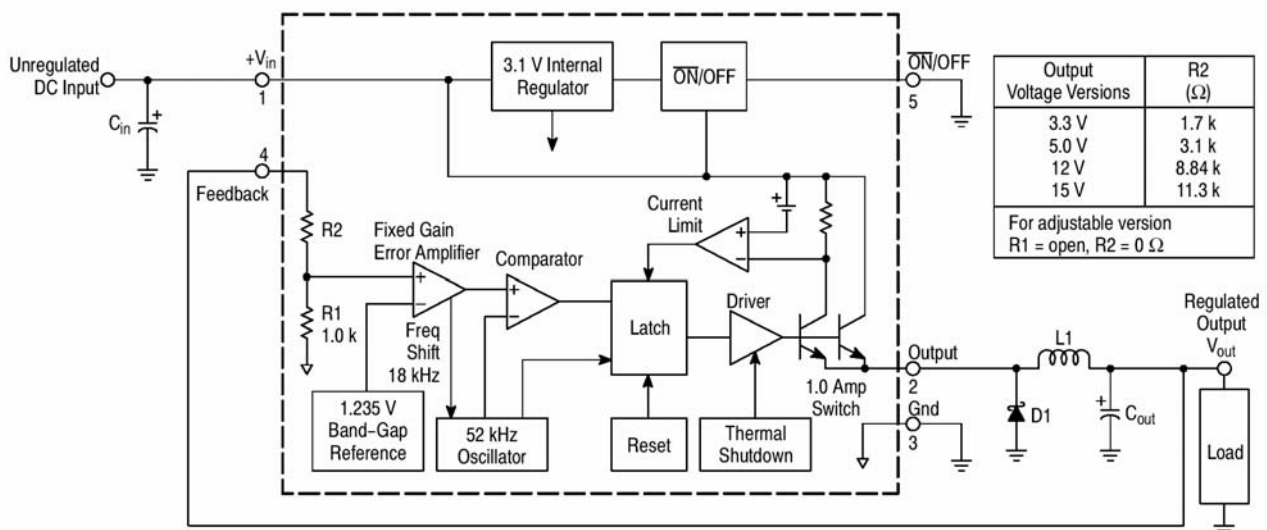 Unregulated
DC Input
+Vin
1
Cin
4
Feedback
3.1 V Internal
Regulator
ON/OFF
ON/OFF
5
Output
Voltage Versions
R2
(Ω)
3.3 V
1.7 k
5.0 V
3.1 k
12 V
8.84 k
15 V
11.3 k
For adjustable version
R1 = open, R2 = 0 Ω
Current
Limit
R2
Fixed Gain
Error Amplifier
Comparator
R1
1.0 k
Freq
Shift
18 kHz
Latch
Driver
1.0 Amp
Switch
Output
2
Gnd
3
L1
D1
Cout
Regulated
Output
Vout
Load
1.235 V
Band-Gap
Reference
52 kHz
Oscillator
Reset
Thermal
Shutdown